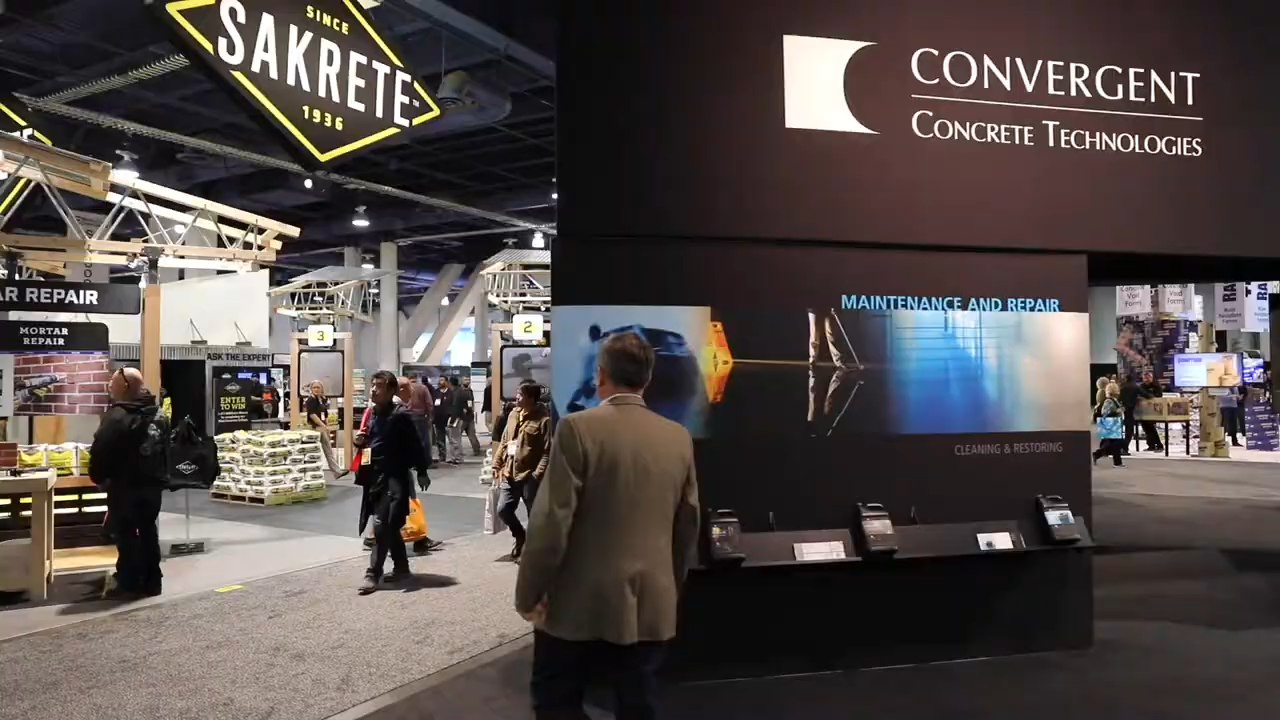 SINCE
SAKRETE™
1936
CONVERGENT
CONCRETE TECHNOLOGIES
AR REPAIR
MORTAR
REPAIR
3
2
ASK THE EXPERT
ENTER
TO WIN
MAINTENANCE AND REPAIR
CLEANING & RESTORING